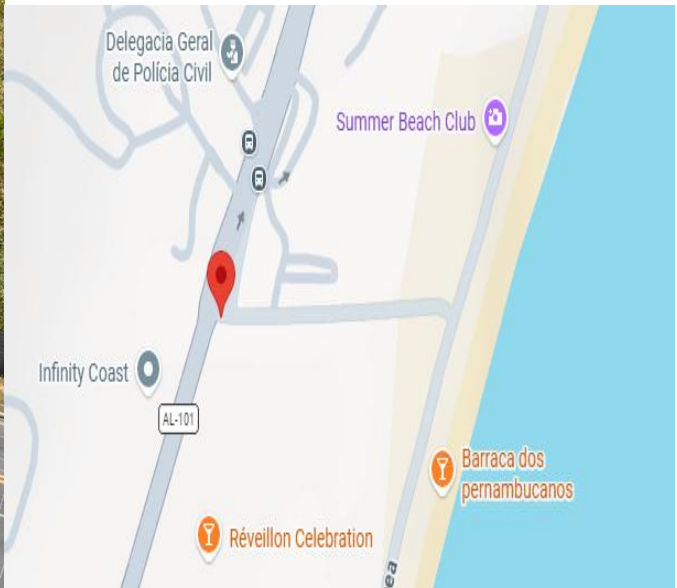 Delegacia Geral
de Polícia Civil
Summer Beach Club
Infinity Coast
AL-101
Barraca dos
pernambucanos
Réveillon Celebration